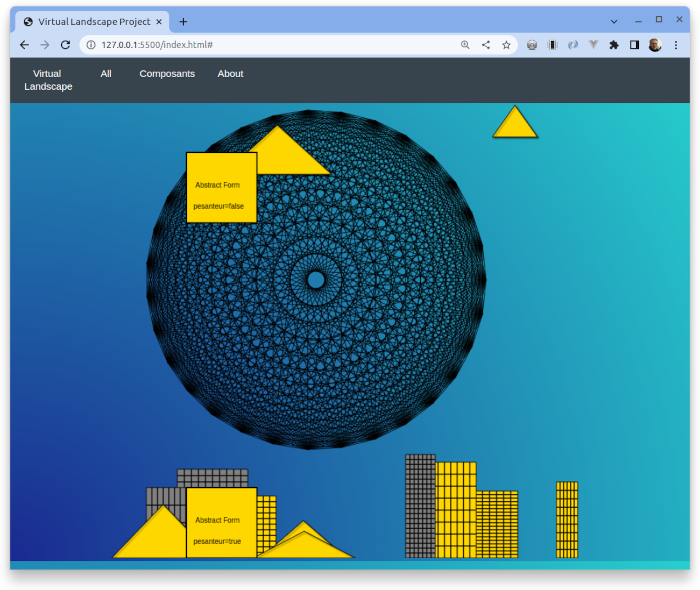 Virtual Landscape Project
127.0.0.1:5500/index.html#
Virtual Landscape
All
Composants
About
Abstract Form
pesanteur=false
Abstract Form
pesanteur=true